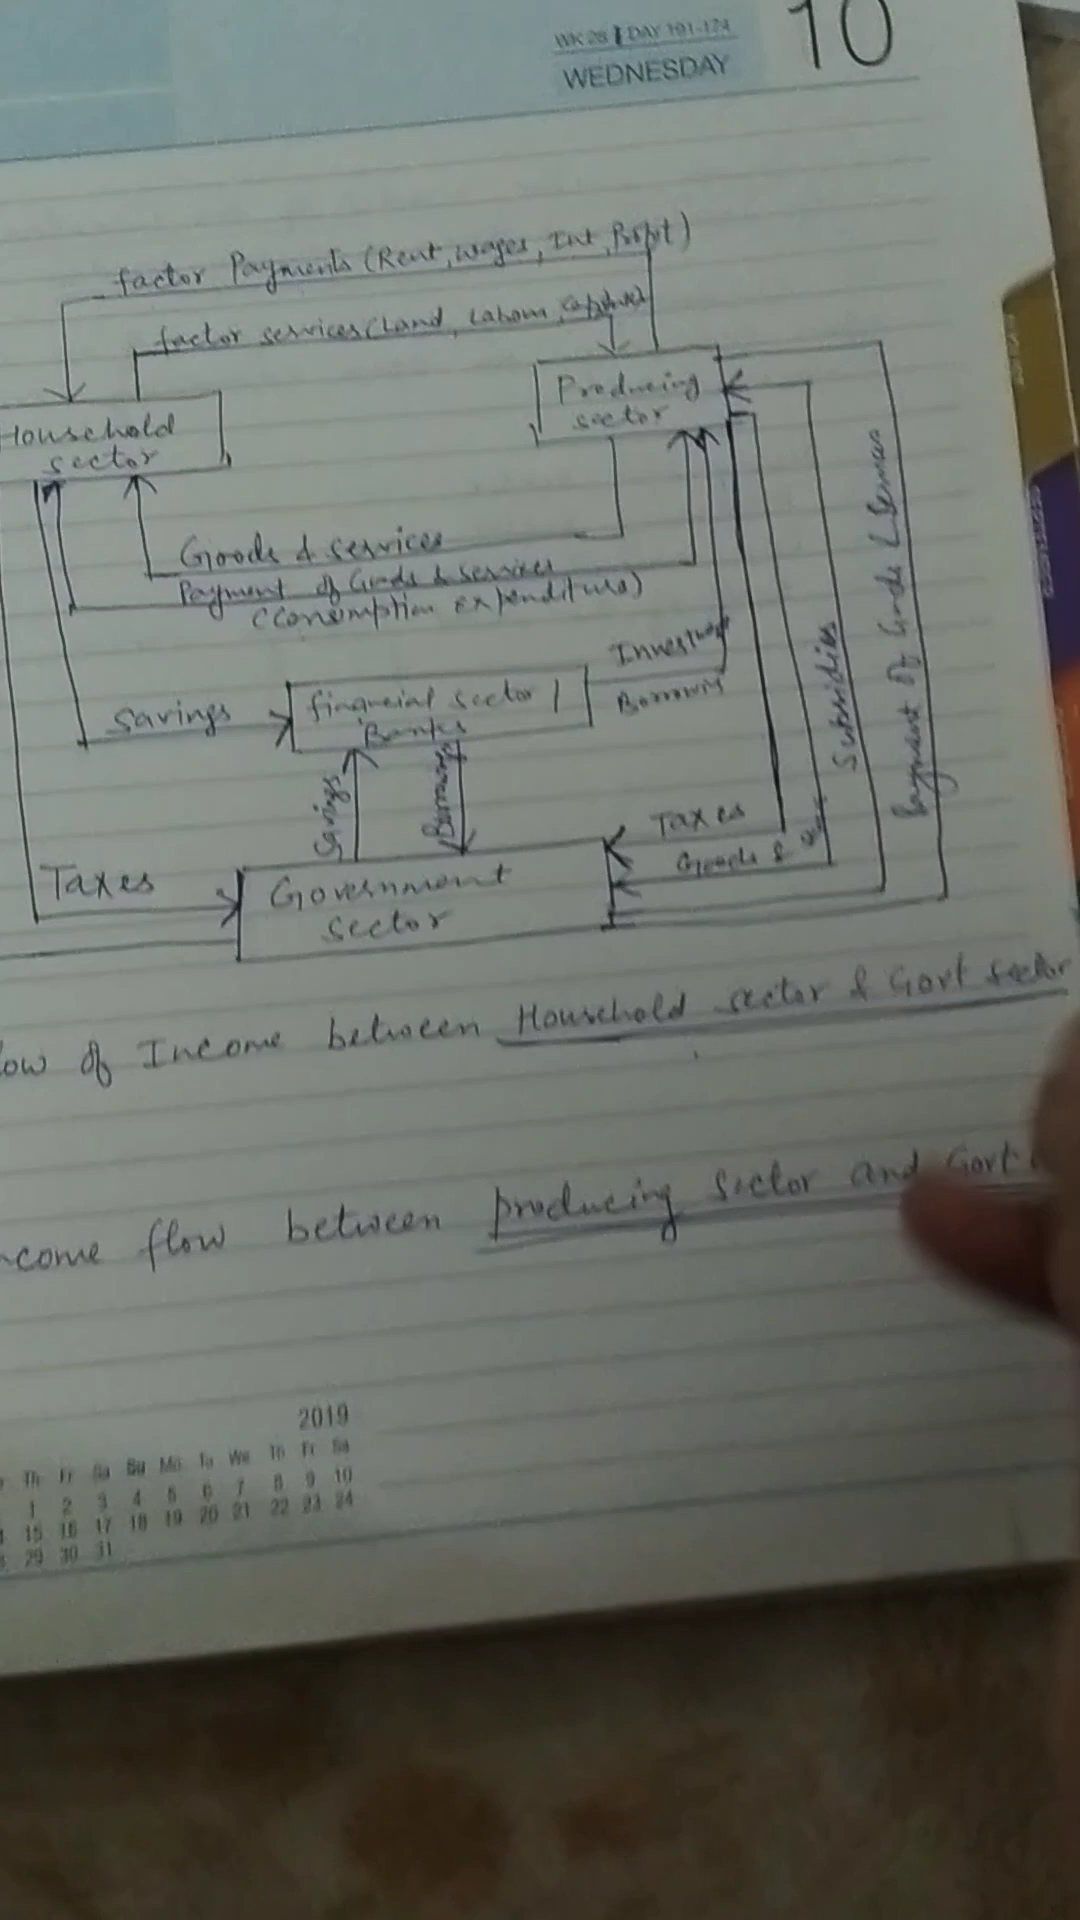 WK 28 | DAY 191-174
WEDNESDAY
10
factor Payments (Rent, wages, Int, Profit)
factor services (Land, Labour,
Household
sector
Producing
sector
Goods & services
Payment of Goods & services
(Consumption expenditure)
Investment
Borrowing
Savings
financial sector /
Banks
Savings
Borrowing
Subsidies
Payment of Goods & Services
Taxes
Goods &
Taxes
Government
sector
ow of Income between Household sector & Govt sector
come flow between producing sector and Govt
2019
Th Fr Sa Su Mo Tu We Th Fr Sa
1 2 3 4 5 6 7 8 9 10
15 16 17 18 19 20 21 22 23 24
29 30 31